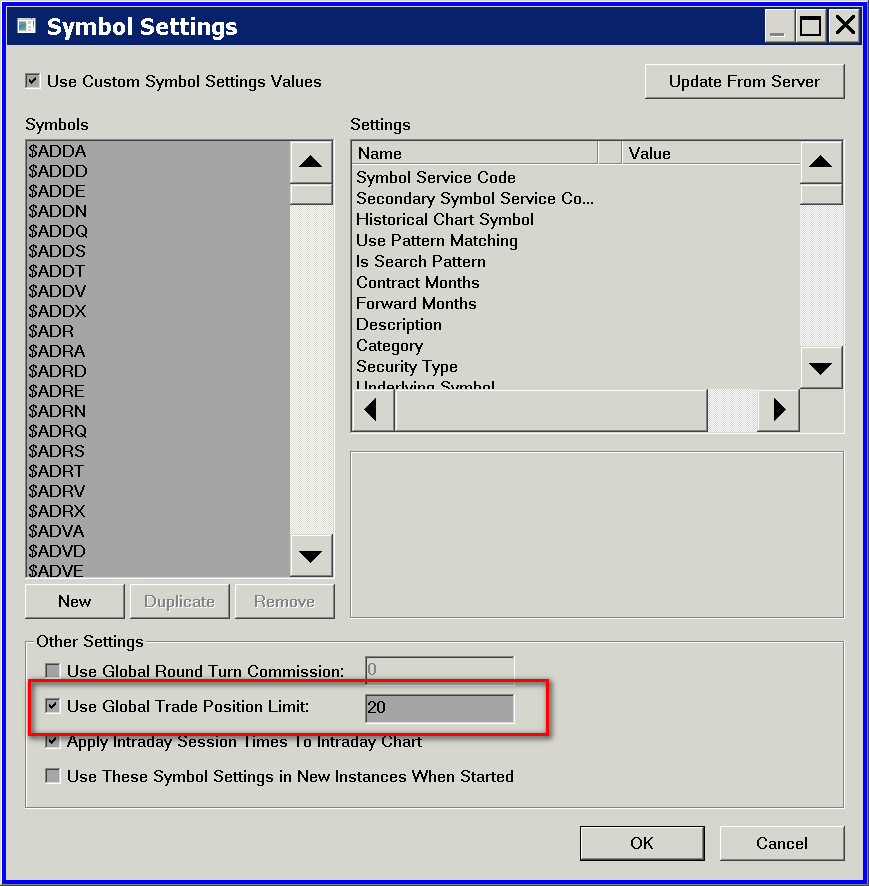 Symbol Settings
Use Custom Symbol Settings Values
Update From Server
Symbols
$ADDA
$ADDD
$ADDE
$ADDN
$ADDQ
$ADDS
$ADDT
$ADDV
$ADDX
$ADR
$ADRA
$ADRD
$ADRE
$ADRN
$ADRQ
$ADRS
$ADRT
$ADRV
$ADRX
$ADVA
$ADVD
$ADVE
New Duplicate Remove
Settings
Name Value
Symbol Service Code
Secondary Symbol Service Co...
Historical Chart Symbol
Use Pattern Matching
Is Search Pattern
Contract Months
Forward Months
Description
Category
Security Type
Underlying Symbol
Other Settings
Use Global Round Turn Commission: 0
Use Global Trade Position Limit: 20
Apply Intraday Session Times To Intraday Chart
Use These Symbol Settings in New Instances When Started
OK Cancel